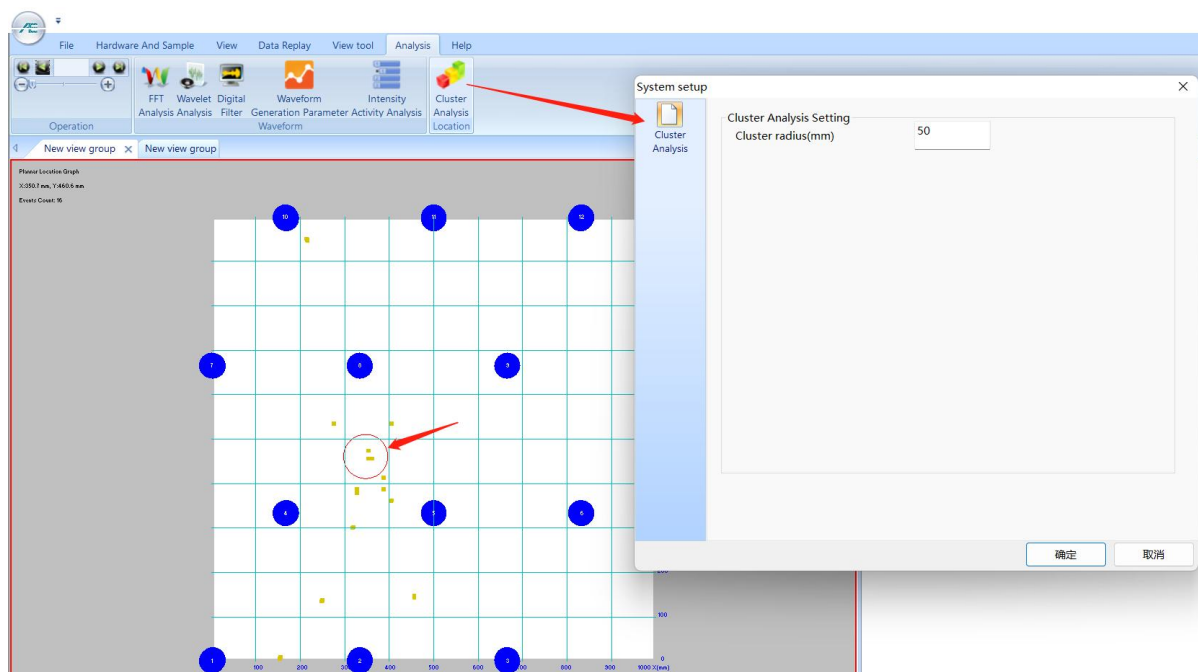 Æ
File Hardware And Sample View Data Replay View tool Analysis Help
FFT Wavelet Digital Waveform Intensity Cluster
Analysis Analysis Filter Generation Parameter Activity Analysis Analysis
Operation Waveform Location
New view group × New view group
Planar Location Graph
X:350.7 mm, Y:460.6 mm
Events Count: 16
10 11 12
7 8 9
4 5 6
200
100
0
1 2 3
100 200 400 500 600 800 900 1000 X(mm)
System setup
Cluster
Analysis
Cluster Analysis Setting
Cluster radius(mm) 50
确定 取消